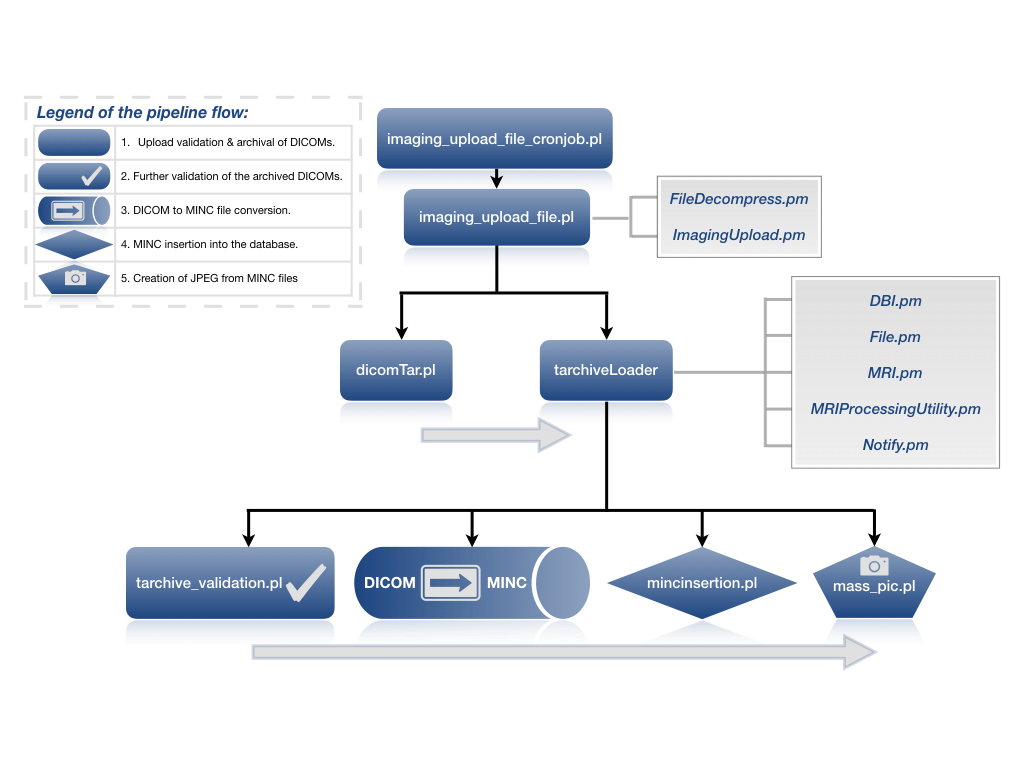 Legend of the pipeline flow:
1. Upload validation & archival of DICOMs.
2. Further validation of the archived DICOMs.
3. DICOM to MINC file conversion.
4. MINC insertion into the database.
5. Creation of JPEG from MINC files
imaging_upload_file_cronjob.pl
imaging_upload_file.pl
FileDecompress.pm
ImagingUpload.pm
dicomTar.pl
tarchiveLoader
DBI.pm
File.pm
MRI.pm
MRIProcessingUtility.pm
Notify.pm
tarchive_validation.pl
DICOM MINC
mincinsertion.pl
mass_pic.pl